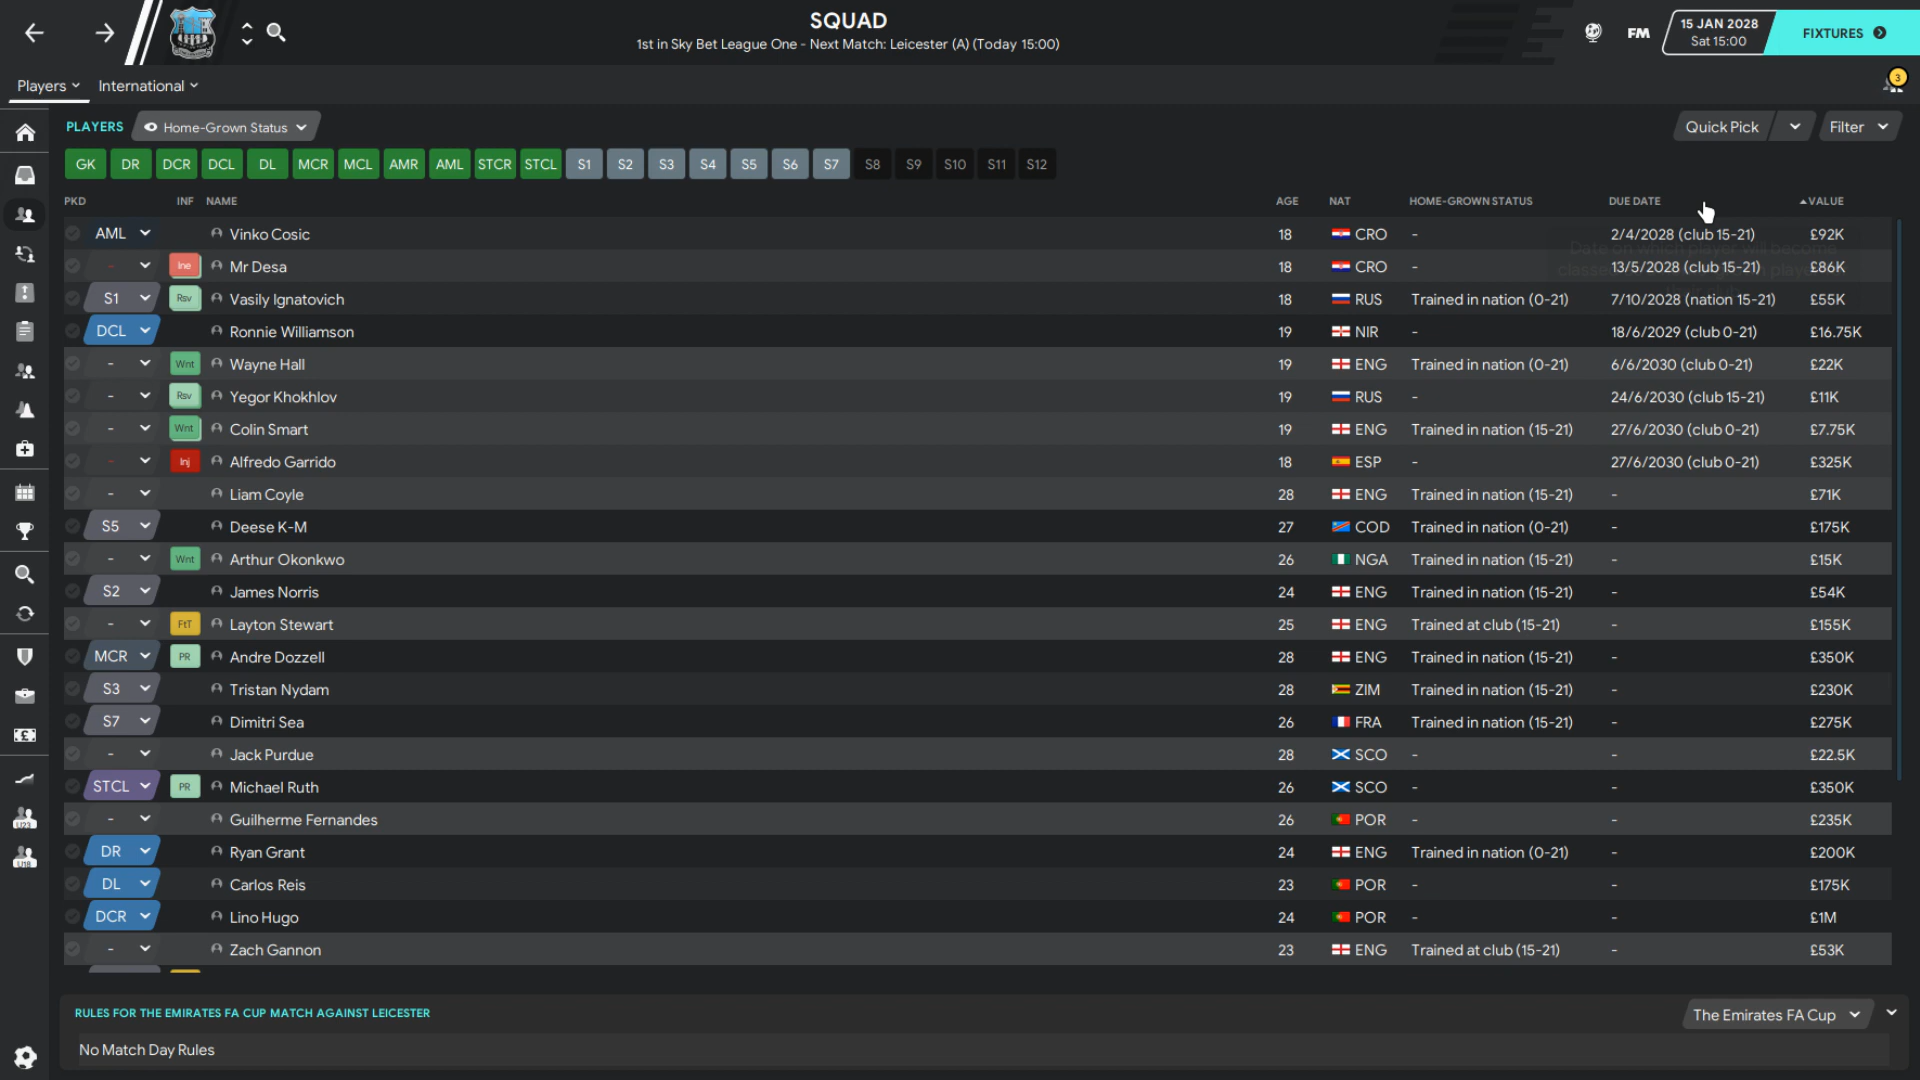 SQUAD
1st in Sky Bet League One - Next Match: Leicester (A) (Today 15:00)
FM
15 JAN 2028
Sat 15:00
FIXTURES
Players
International
3
PLAYERS
Home-Grown Status
Quick Pick
Filter
GK DR DCR DCL DL MCR MCL AMR AML STCR STCL S1 S2 S3 S4 S5 S6 S7 S8 S9 S10 S11 S12
PKD INF NAME AGE NAT HOME-GROWN STATUS DUE DATE VALUE
AML Vinko Cosic 18 CRO - 2/4/2028 (club 15-21) £92K
- Ine Mr Desa 18 CRO - 13/5/2028 (club 15-21) £86K
S1 Rsv Vasily Ignatovich 18 RUS Trained in nation (0-21) 7/10/2028 (nation 15-21) £55K
DCL Ronnie Williamson 19 NIR - 18/6/2029 (club 0-21) £16.75K
- Wnt Wayne Hall 19 ENG Trained in nation (0-21) 6/6/2030 (club 0-21) £22K
- Rsv Yegor Khokhlov 19 RUS - 24/6/2030 (club 15-21) £11K
- Wnt Colin Smart 19 ENG Trained in nation (15-21) 27/6/2030 (club 0-21) £7.75K
- Inj Alfredo Garrido 18 ESP - 27/6/2030 (club 0-21) £325K
- Liam Coyle 28 ENG Trained in nation (15-21) - £71K
S5 Deese K-M 27 COD Trained in nation (0-21) - £175K
- Wnt Arthur Okonkwo 26 NGA Trained in nation (15-21) - £15K
S2 James Norris 24 ENG Trained in nation (15-21) - £54K
- FtT Layton Stewart 25 ENG Trained at club (15-21) - £155K
MCR PR Andre Dozzell 28 ENG Trained in nation (15-21) - £350K
S3 Tristan Nydam 28 ZIM Trained in nation (15-21) - £230K
S7 Dimitri Sea 26 FRA Trained in nation (15-21) - £275K
- Jack Purdue 28 SCO - - £22.5K
STCL PR Michael Ruth 26 SCO - - £350K
- Guilherme Fernandes 26 POR - - £235K
DR Ryan Grant 24 ENG Trained in nation (0-21) - £200K
DL Carlos Reis 23 POR - - £175K
DCR Lino Hugo 24 POR - - £1M
- Zach Gannon 23 ENG Trained at club (15-21) - £53K
U23
U18
RULES FOR THE EMIRATES FA CUP MATCH AGAINST LEICESTER
The Emirates FA Cup
No Match Day Rules